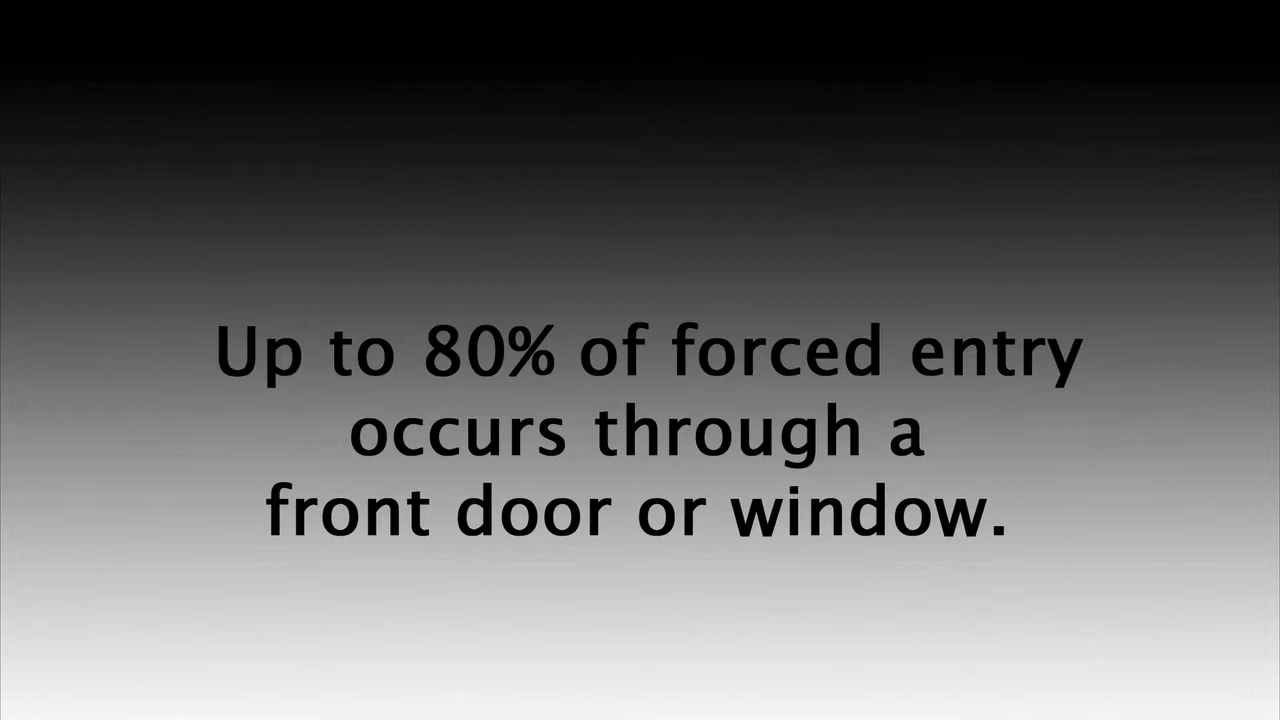 Up to 80% of forced entry
occurs through a
front door or window.